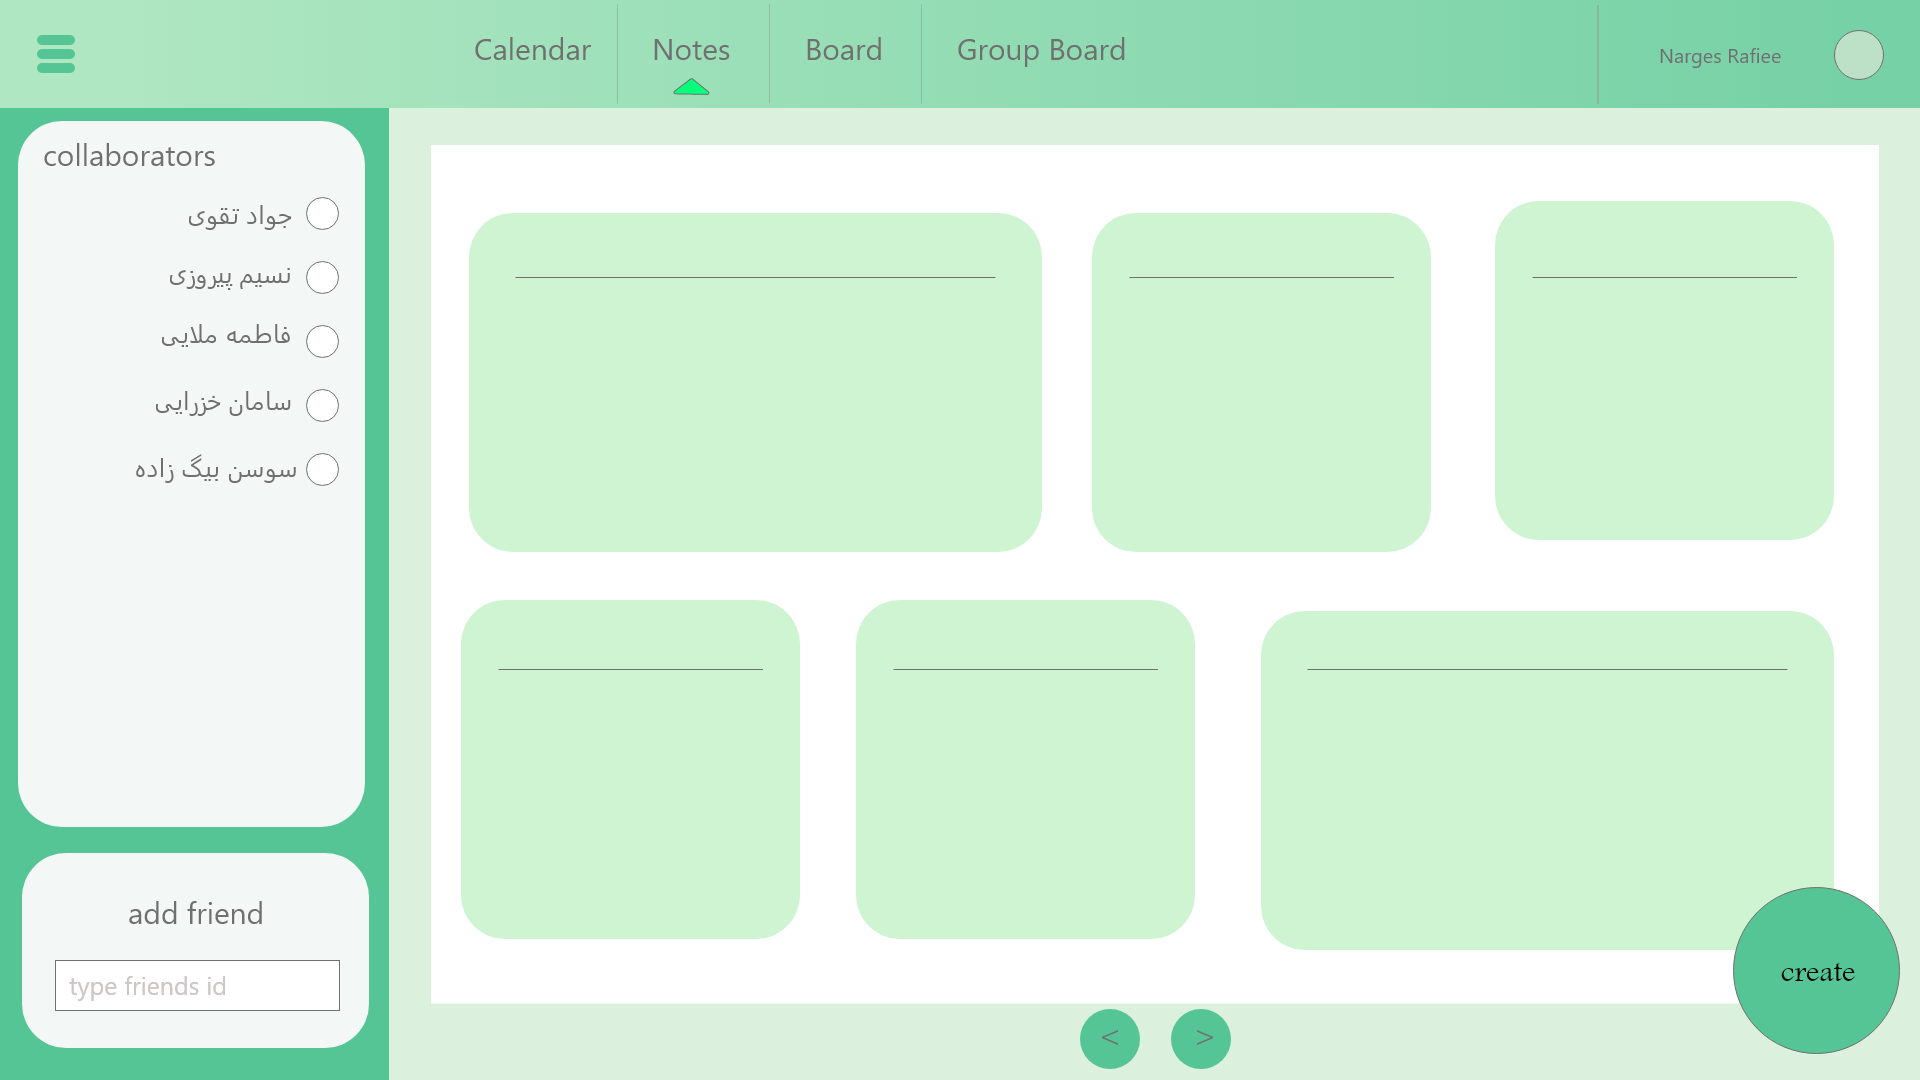 Calendar
Notes
Board
Group Board
Narges Rafiee
collaborators
جواد تقوی
نسیم پیروزی
فاطمه ملایی
سامان خزرایی
سوسن بیگ زاده
add friend
type friends id
create
< >